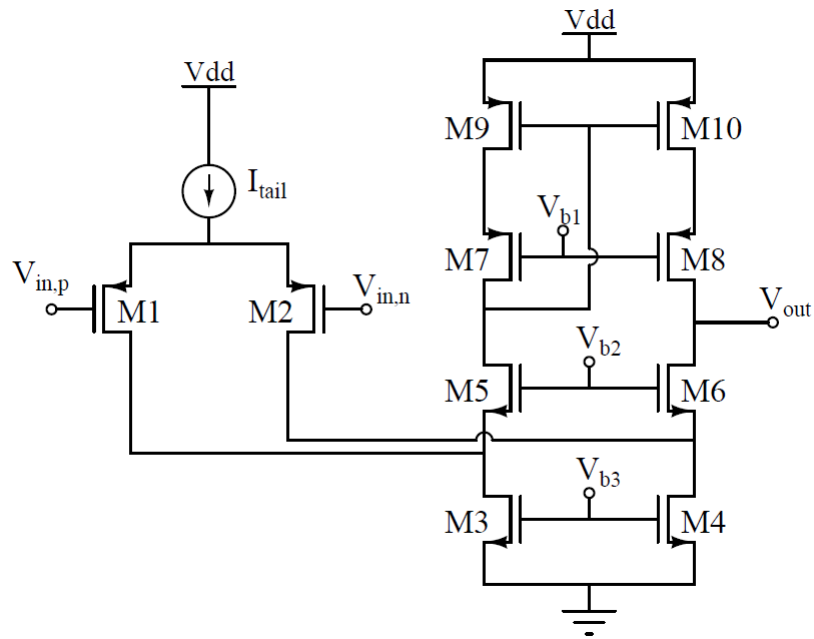 Vdd
Vdd
M9
M10
I_tail
V_b1
M7
M8
V_in,p
M1
M2
V_in,n
V_out
V_b2
M5
M6
V_b3
M3
M4